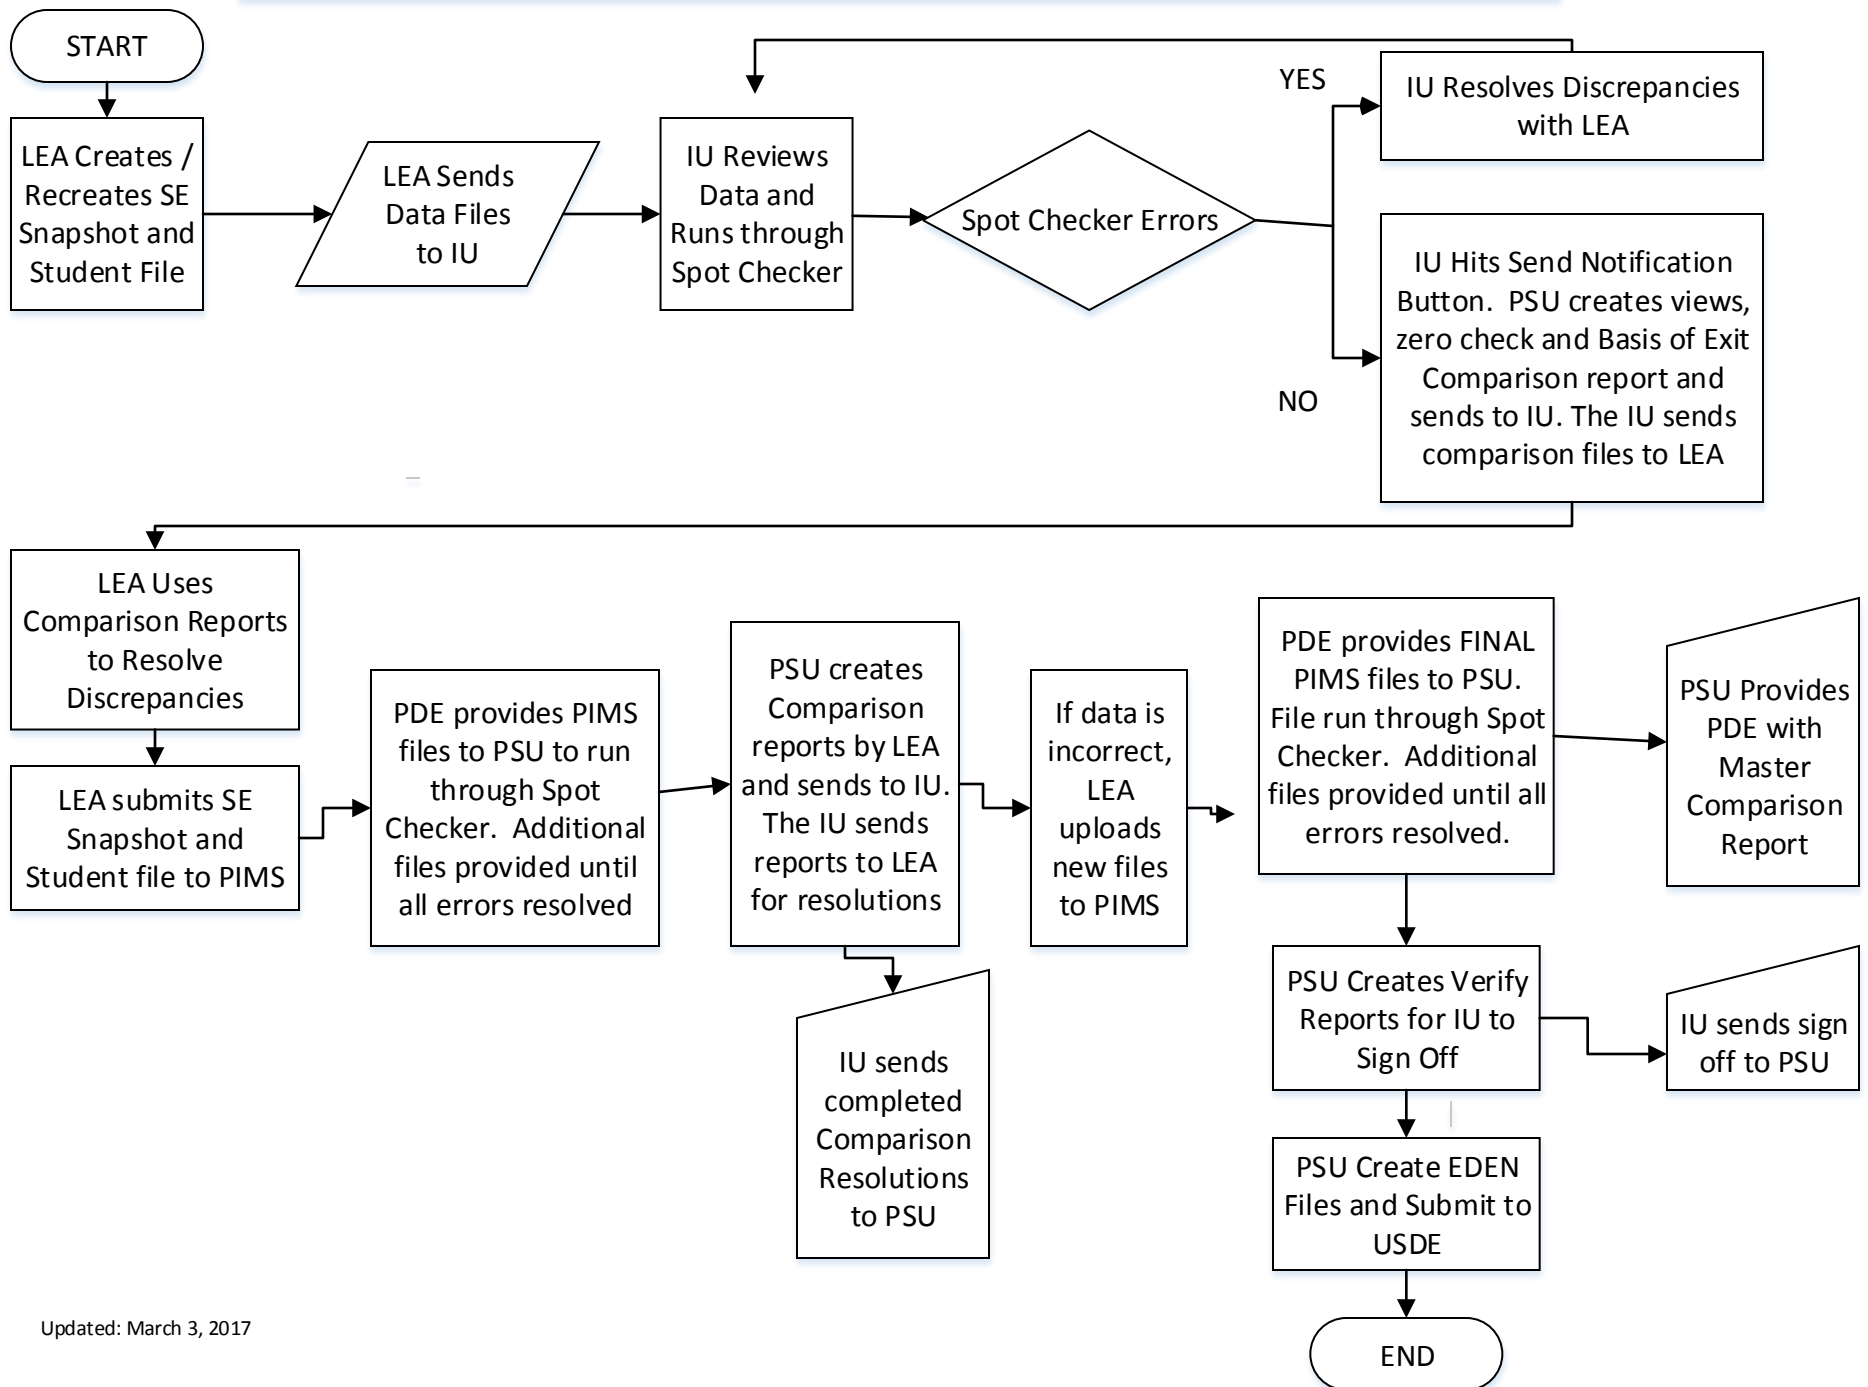 START
LEA Creates /
Recreates SE
Snapshot and
Student File
LEA Sends
Data Files
to IU
IU Reviews
Data and
Runs through
Spot Checker
Spot Checker Errors
YES
IU Resolves Discrepancies
with LEA
NO
IU Hits Send Notification
Button.  PSU creates views,
zero check and Basis of Exit
Comparison report and
sends to IU. The IU sends
comparison files to LEA
LEA Uses
Comparison Reports
to Resolve
Discrepancies
LEA submits SE
Snapshot and
Student file to PIMS
PDE provides PIMS
files to PSU to run
through Spot
Checker.  Additional
files provided until
all errors resolved
PSU creates
Comparison
reports by LEA
and sends to IU.
The IU sends
reports to LEA
for resolutions
IU sends
completed
Comparison
Resolutions
to PSU
If data is
incorrect,
LEA
uploads
new files
to PIMS
PDE provides FINAL
PIMS files to PSU.
File run through Spot
Checker.  Additional
files provided until all
errors resolved.
PSU Provides
PDE with
Master
Comparison
Report
PSU Creates Verify
Reports for IU to
Sign Off
IU sends sign
off to PSU
PSU Create EDEN
Files and Submit to
USDE
END
Updated: March 3, 2017